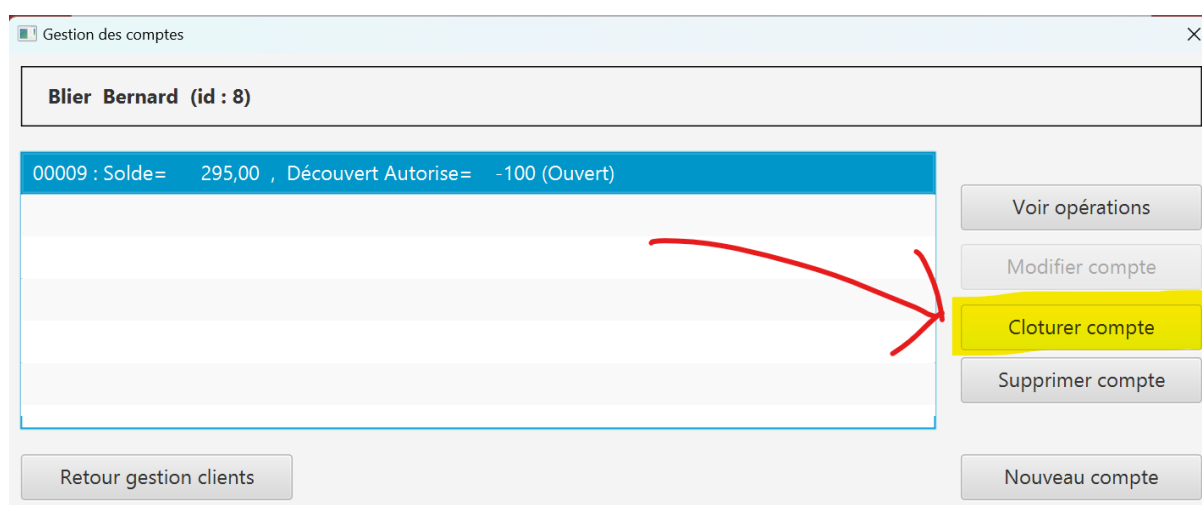 Gestion des comptes
Blier Bernard (id : 8)
00009 : Solde= 295,00 , Découvert Autorise= -100 (Ouvert)
Voir opérations
Modifier compte
Cloturer compte
Supprimer compte
Retour gestion clients
Nouveau compte